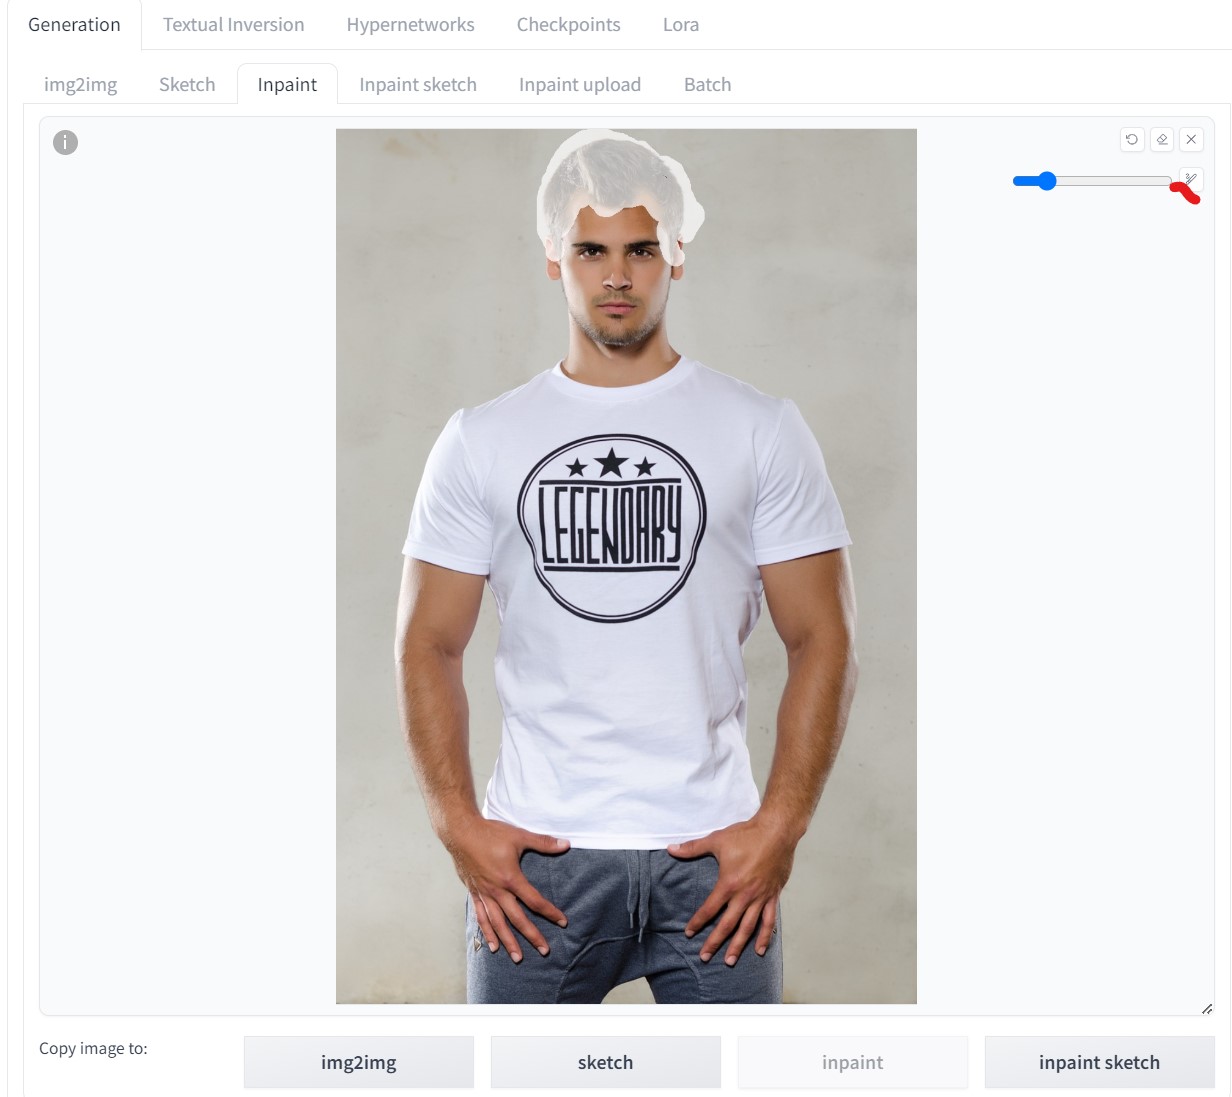 Generation Textual Inversion Hypernetworks Checkpoints Lora
img2img Sketch Inpaint Inpaint sketch Inpaint upload Batch
i
LEGENDARY
Copy image to: img2img sketch inpaint inpaint sketch